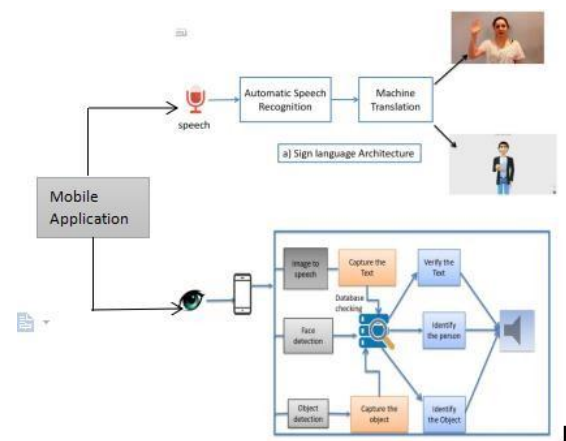 speech
Automatic Speech
Recognition
Machine
Translation
a) Sign language Architecture
Mobile
Application
Image to
speech
Capture the
Text
Verify the
Text
Database
checking
Face
detection
Identify
the person
Object
detection
Capture the
object
Identify
the Object